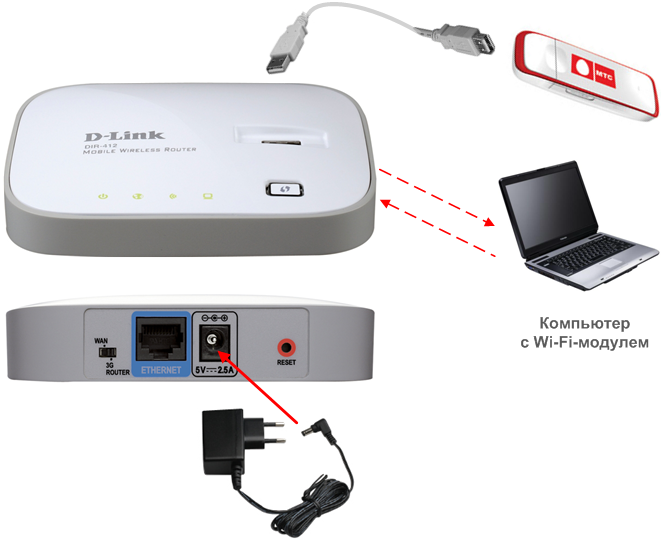 МТС
D-Link
DIR-412
MOBILE WIRELESS ROUTER
Компьютер
с Wi-Fi-модулем
WAN
3G
ROUTER
ETHERNET
5V 2.5A
RESET